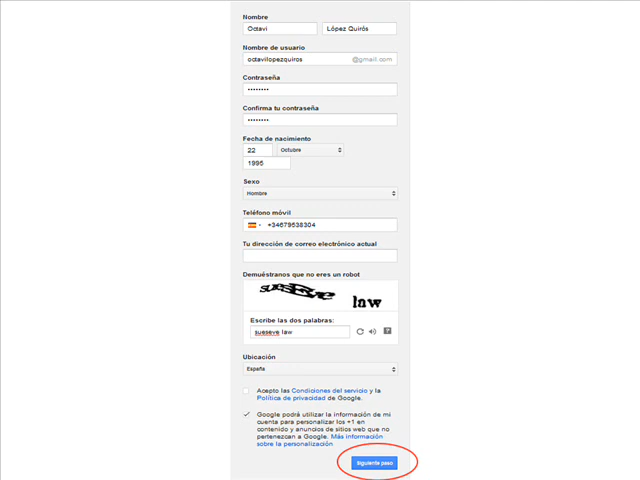 Nombre
Octavi López Quirós
Nombre de usuario
octavilopezquiros @gmail.com
Contraseña
••••••••
Confirma tu contraseña
••••••••
Fecha de nacimiento
22 Octubre
1995
Sexo
Hombre
Teléfono móvil
+34679538304
Tu dirección de correo electrónico actual
Demuéstranos que no eres un robot
law
Escribe las dos palabras:
sueseve law
Ubicación
España
Acepto las Condiciones del servicio y la
Política de privacidad de Google.
Google podrá utilizar la información de mi
cuenta para personalizar los +1 en
contenido y anuncios de sitios web que no
pertenezcan a Google. Más información
sobre la personalización
Siguiente paso